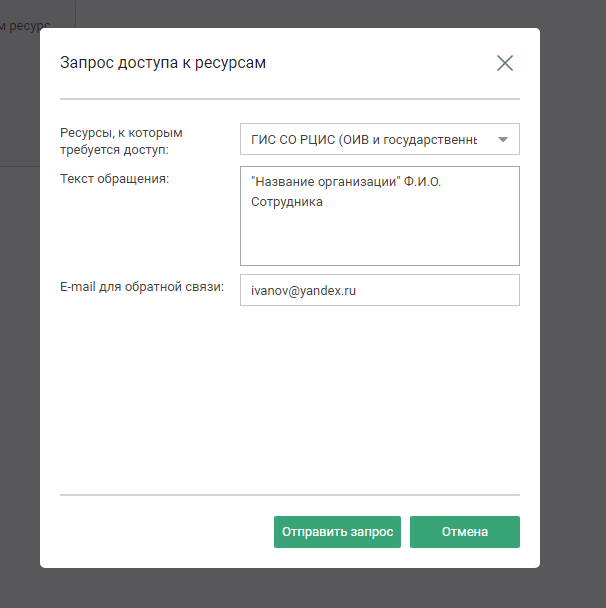 м ресурс
Запрос доступа к ресурсам
Ресурсы, к которым
требуется доступ:
ГИС СО РЦИС (ОИВ и государственн
Текст обращения:
"Название организации" Ф.И.О.
Сотрудника
E-mail для обратной связи:
ivanov@yandex.ru
Отправить запрос
Отмена